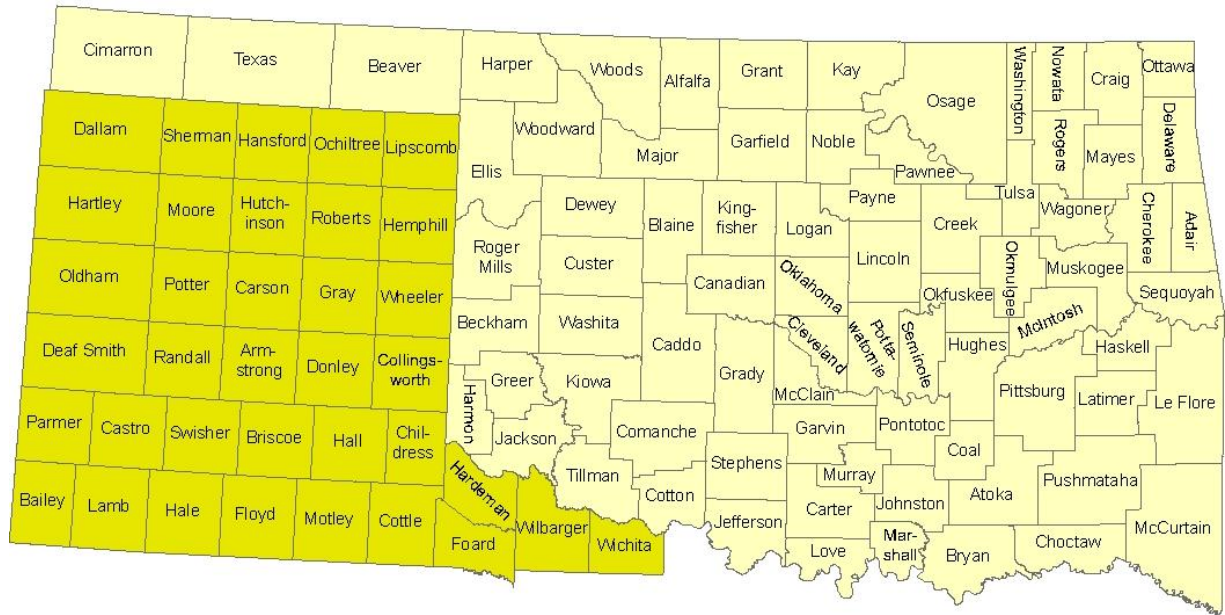 Cimarron
Texas
Beaver
Harper
Woods
Alfalfa
Grant
Kay
Osage
Washington
Nowata
Craig
Ottawa
Dallam
Sherman
Hansford
Ochiltree
Lipscomb
Ellis
Woodward
Major
Garfield
Noble
Pawnee
Rogers
Mayes
Delaware
Hartley
Moore
Hutch-
inson
Roberts
Hemphill
Roger
Mills
Dewey
Blaine
King-
fisher
Logan
Payne
Creek
Tulsa
Wagoner
Cherokee
Adair
Oldham
Potter
Carson
Gray
Wheeler
Custer
Canadian
Oklahoma
Lincoln
Okfuskee
Okmulgee
Muskogee
Sequoyah
Deaf Smith
Randall
Arm-
strong
Donley
Collings-
worth
Beckham
Washita
Caddo
Grady
Cleveland
Potta-
watomie
Seminole
Hughes
McIntosh
Haskell
Parmer
Castro
Swisher
Briscoe
Hall
Chil-
dress
Harmon
Greer
Jackson
Kiowa
Comanche
McClain
Garvin
Pontotoc
Pittsburg
Latimer
Le Flore
Bailey
Lamb
Hale
Floyd
Motley
Cottle
Hardeman
Foard
Wilbarger
Wichita
Tillman
Cotton
Stephens
Jefferson
Murray
Carter
Love
Johnston
Mar-
shall
Coal
Atoka
Bryan
Pushmataha
Choctaw
McCurtain